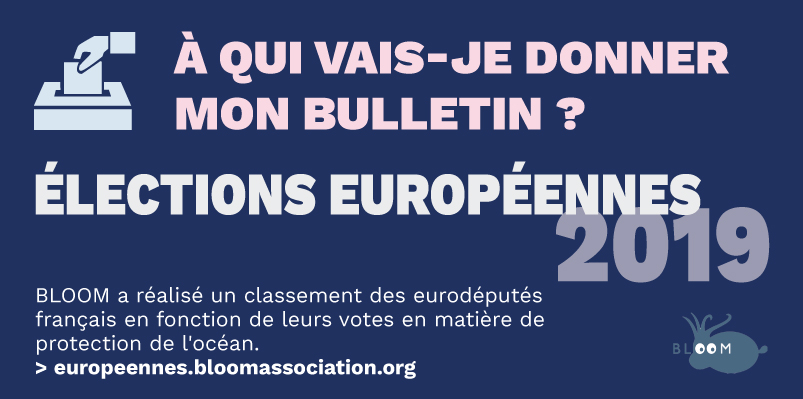 À QUI VAIS-JE DONNER
MON BULLETIN ?
ÉLECTIONS EUROPÉENNES
2019
BLOOM a réalisé un classement des eurodéputés
français en fonction de leurs votes en matière de
protection de l'océan.
> europeennes.bloomassociation.org
BLOOM